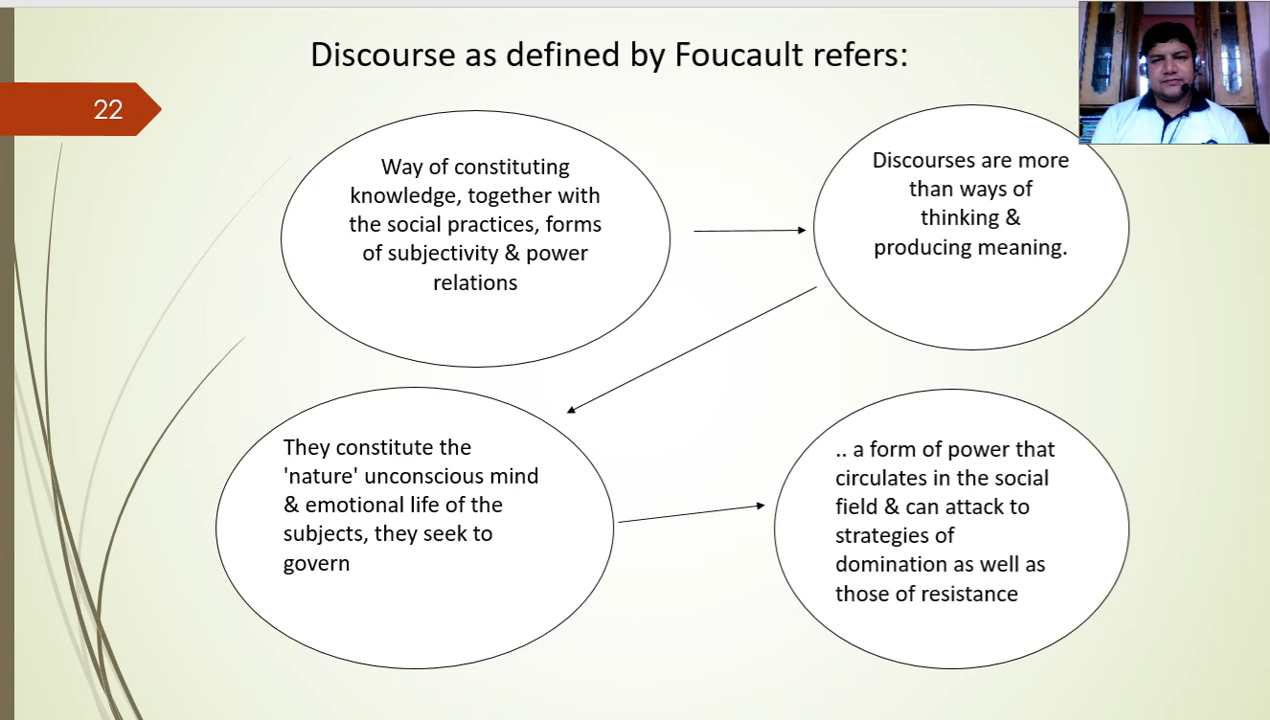 Discourse as defined by Foucault refers:
22
Way of constituting
knowledge, together with
the social practices, forms
of subjectivity & power
relations
Discourses are more
than ways of
thinking &
producing meaning.
They constitute the
'nature' unconscious mind
& emotional life of the
subjects, they seek to
govern
.. a form of power that
circulates in the social
field & can attack to
strategies of
domination as well as
those of resistance